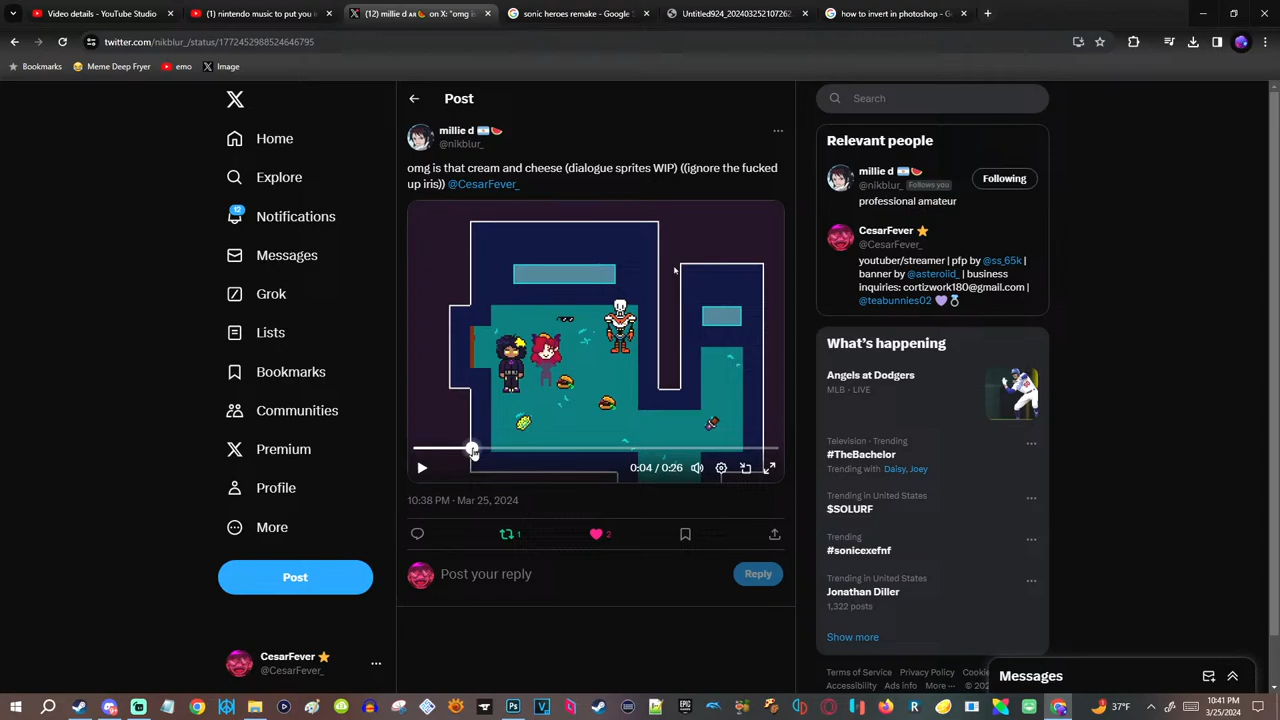 Video details - YouTube Studio
(1) nintendo music to put you i
(12) millie d 🇦🇷🍉 on X: "omg is
sonic heroes remake - Google S
Untitled924_20240325210726
how to invert in photoshop - Go
twitter.com/nikblur_/status/1772452988524646795
Bookmarks
Meme Deep Fryer
emo
Image
Home
Explore
12
Notifications
Messages
Grok
Lists
Bookmarks
Communities
Premium
Profile
More
Post
CesarFever ⭐
@CesarFever_
Post
millie d 🇦🇷🍉
@nikblur_
omg is that cream and cheese (dialogue sprites WIP) ((ignore the fucked
up iris)) @CesarFever_
0:04 / 0:26
10:38 PM · Mar 25, 2024
1
2
Post your reply
Reply
Search
Relevant people
millie d 🇦🇷🍉
@nikblur_ Follows you
Following
professional amateur
CesarFever ⭐
@CesarFever_
youtube/streamer | pfp by @ss_65k |
banner by @asteroiid_ | business
inquiries: cortizwork180@gmail.com |
@teabunnies02 💜💍
What's happening
Angels at Dodgers
MLB · LIVE
Television · Trending
#TheBachelor
Trending with Daisy, Joey
Trending in United States
$SOLURF
Trending
#sonicexefnf
Trending in United States
Jonathan Diller
1,322 posts
Show more
Terms of Service Privacy Policy Cookie
Accessibility Ads info More ··· © 202
Messages
37°F
10:41 PM
3/25/2024